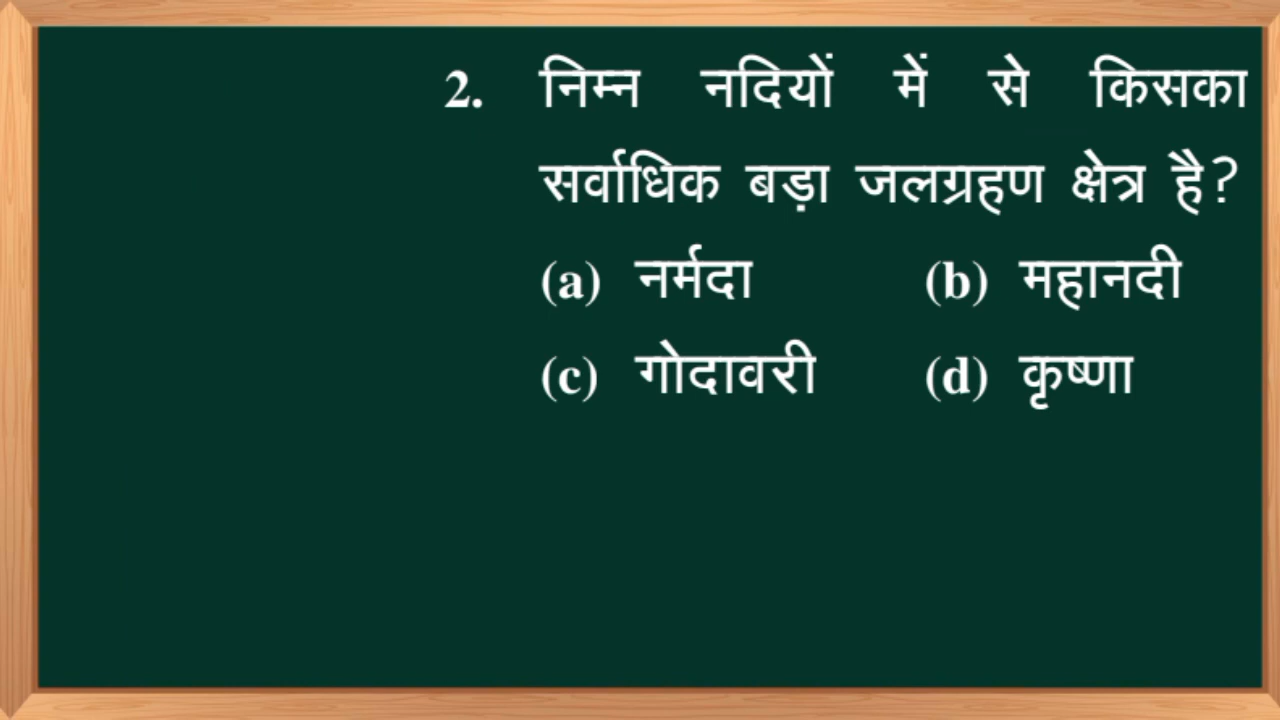 2. निम्न नदियों में से किसका
सर्वाधिक बड़ा जलग्रहण क्षेत्र है?
(a) नर्मदा (b) महानदी
(c) गोदावरी (d) कृष्णा